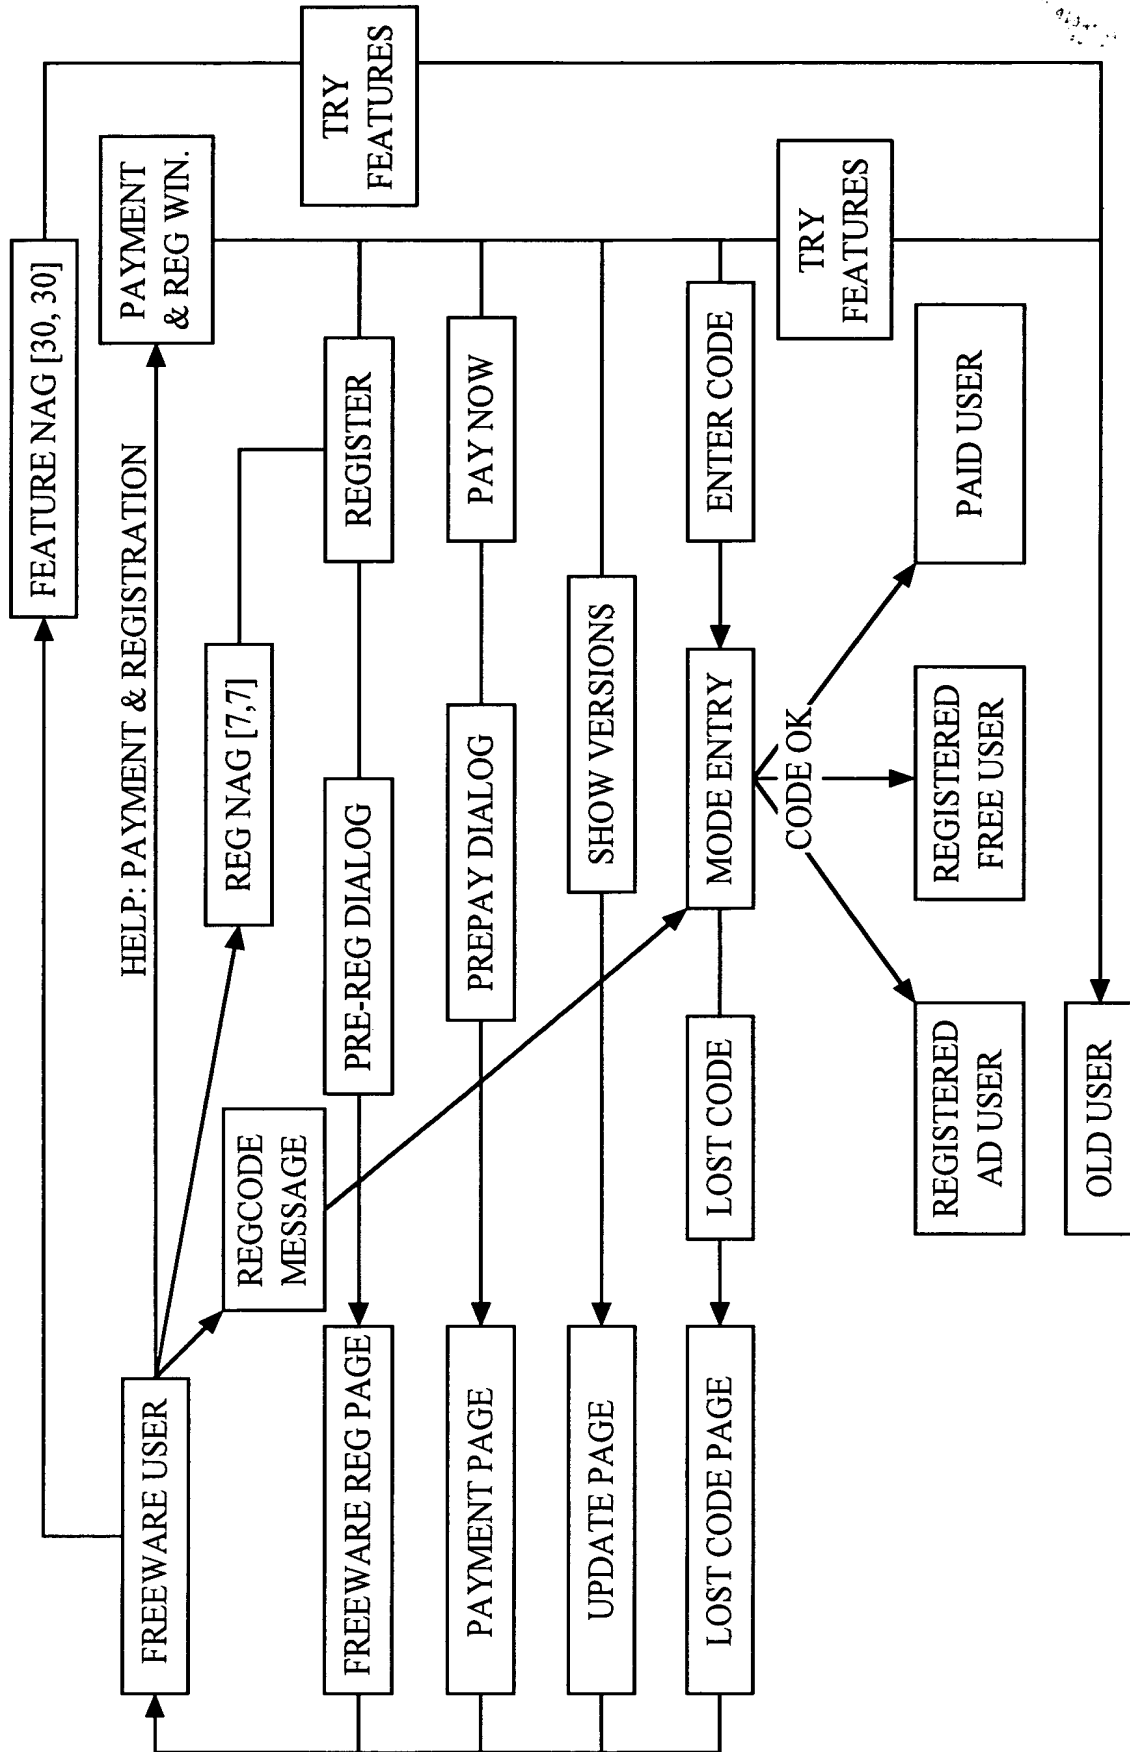 FEATURE NAG [30, 30]
TRY
FEATURES
FREEWARE USER
HELP: PAYMENT & REGISTRATION
PAYMENT
& REG WIN.
REG NAG [7,7]
REGCODE
MESSAGE
FREEWARE REG PAGE
PRE-REG DIALOG
REGISTER
PAYMENT PAGE
PREPAY DIALOG
PAY NOW
UPDATE PAGE
SHOW VERSIONS
LOST CODE PAGE
LOST CODE
MODE ENTRY
ENTER CODE
TRY
FEATURES
CODE OK
REGISTERED
AD USER
REGISTERED
FREE USER
PAID USER
OLD USER